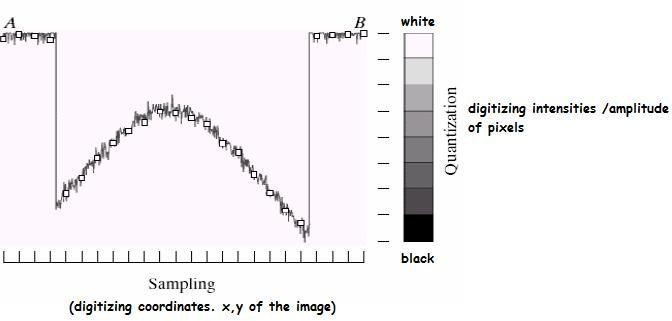 A
B
white
Quantization
digitizing intensities /amplitude
of pixels
black
Sampling
(digitizing coordinates. x,y of the image)